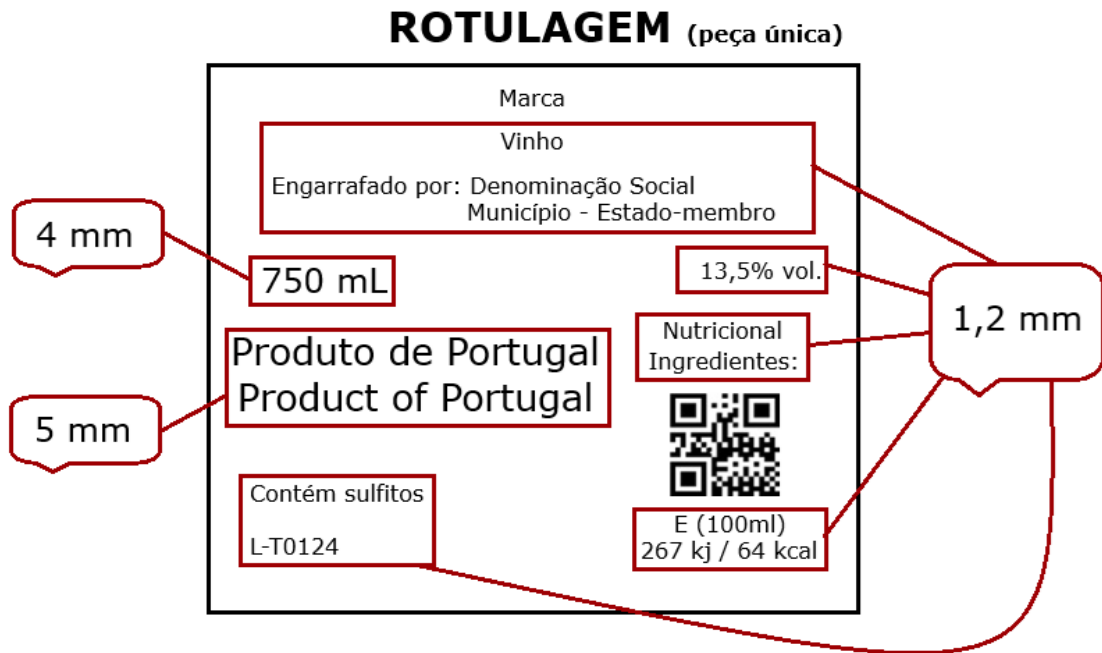 ROTULAGEM (peça única)
Marca
Vinho
Engarrafado por: Denominação Social
Município - Estado-membro
4 mm
750 mL
13,5% vol.
1,2 mm
Nutricional
Ingredientes:
Produto de Portugal
Product of Portugal
5 mm
Contém sulfitos
L-T0124
E (100ml)
267 kj / 64 kcal